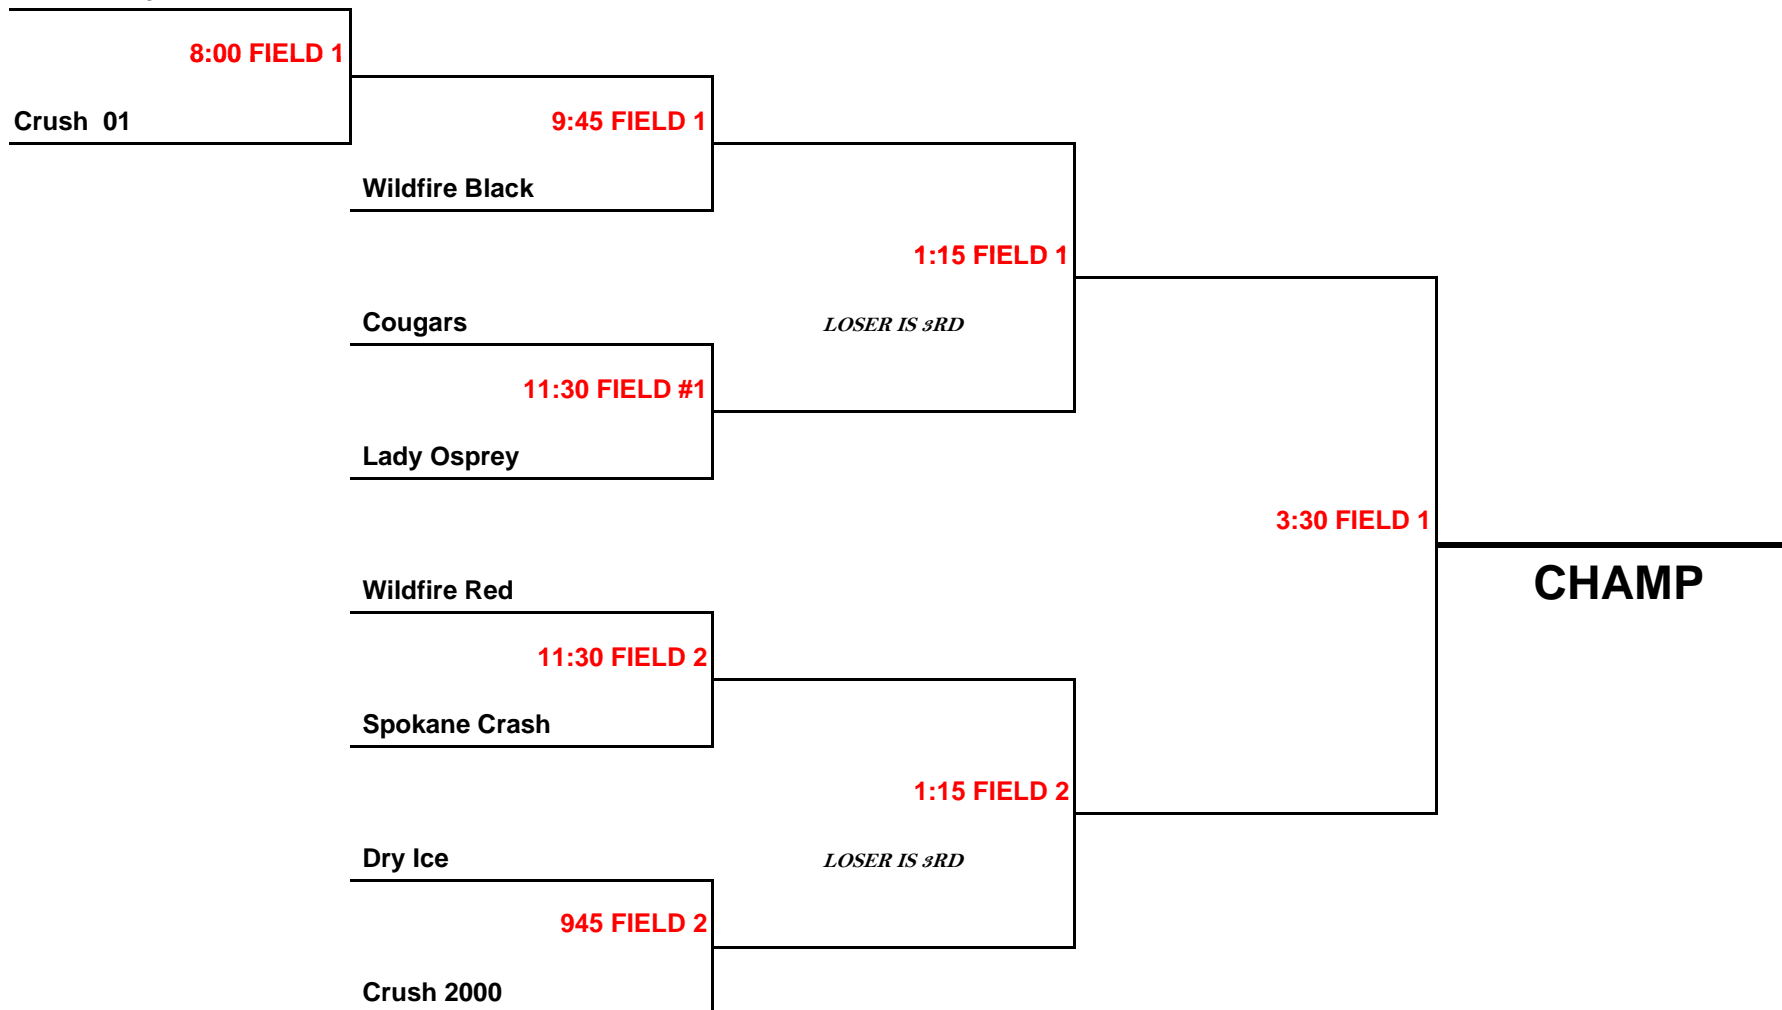 8:00 FIELD 1
Crush  01
9:45 FIELD 1
Wildfire Black
1:15 FIELD 1
Cougars
LOSER IS 3RD
11:30 FIELD #1
Lady Osprey
3:30 FIELD 1
CHAMP
Wildfire Red
11:30 FIELD 2
Spokane Crash
1:15 FIELD 2
Dry Ice
LOSER IS 3RD
945 FIELD 2
Crush 2000